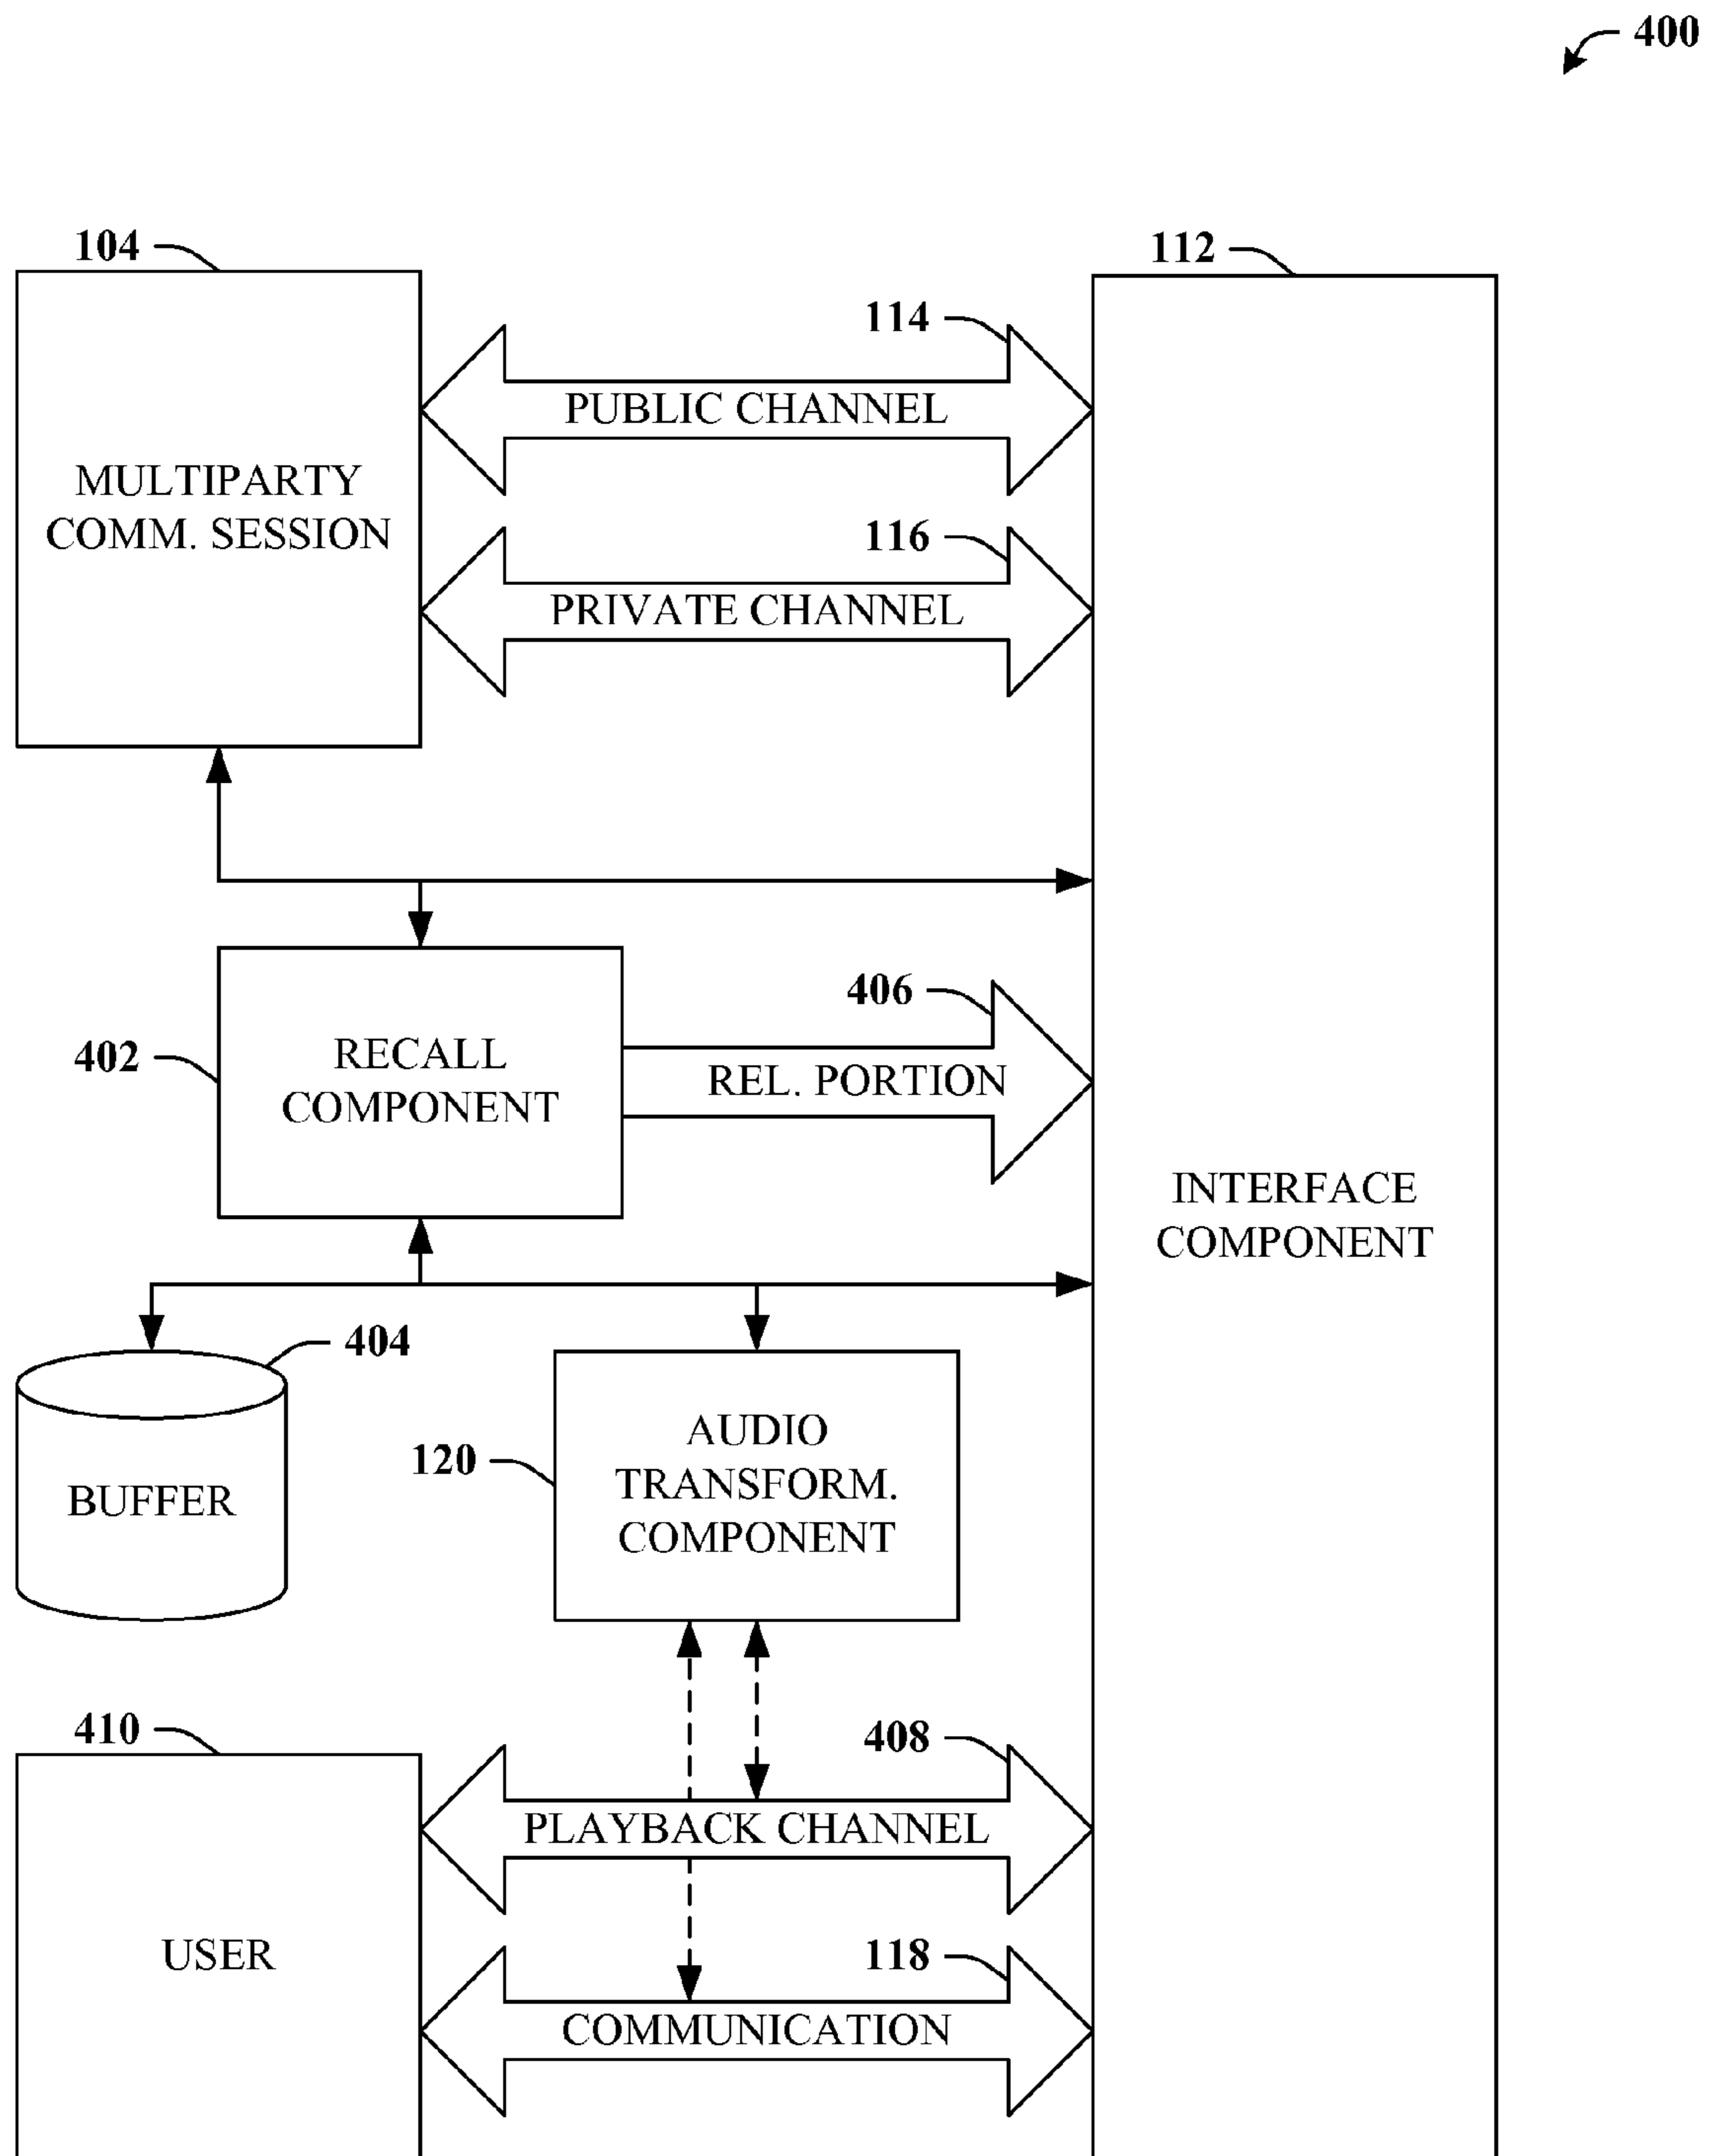 400
104
112
114
PUBLIC CHANNEL
MULTIPARTY
COMM. SESSION
116
PRIVATE CHANNEL
406
402
RECALL
COMPONENT
REL. PORTION
INTERFACE
COMPONENT
404
BUFFER
120
AUDIO
TRANSFORM.
COMPONENT
410
408
PLAYBACK CHANNEL
USER
118
COMMUNICATION